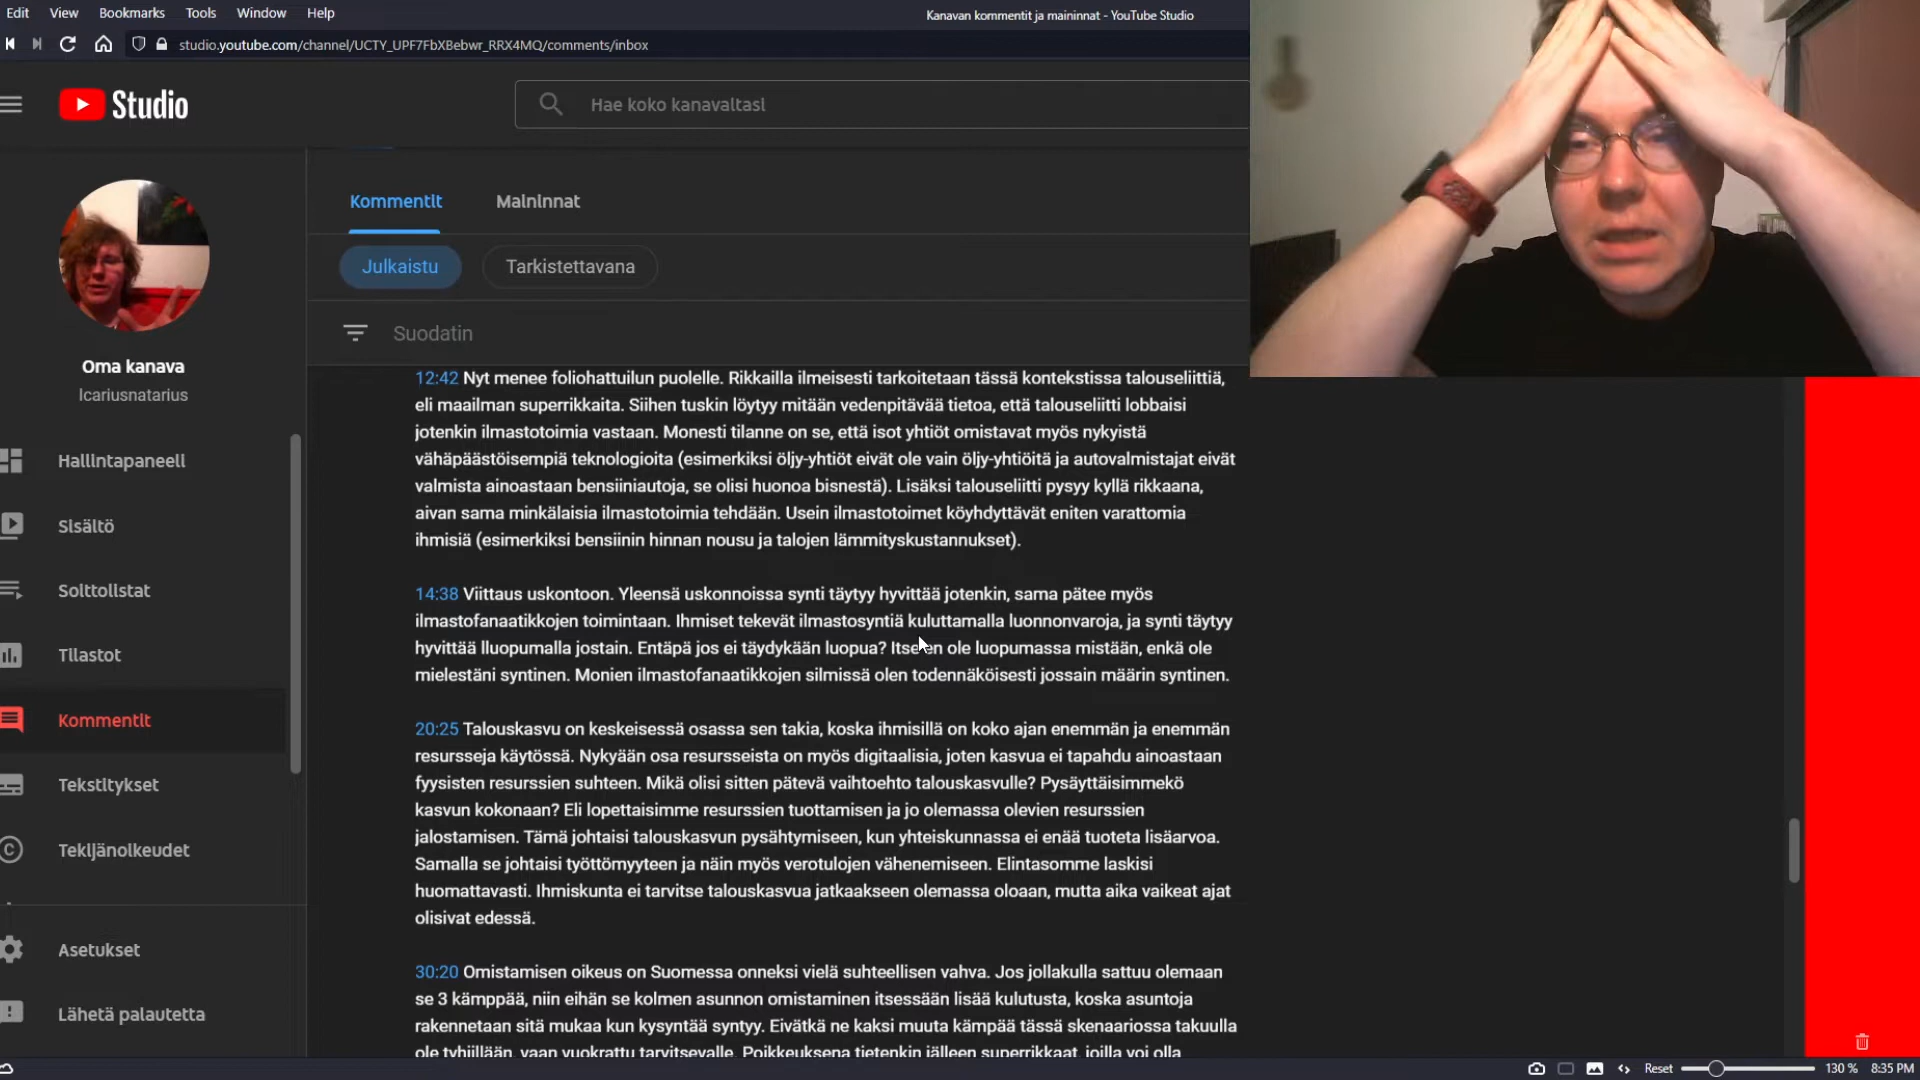 Edit View Bookmarks Tools Window Help
Kanavan kommentit ja maininnat - YouTube Studio
studio.youtube.com/channel/UCTY_UPF7FbXBebwr_RRX4MQ/comments/inbox
Studio
Hae koko kanavaltasi
Oma kanava
Icariusnatarius
Hallintapaneeli
Sisältö
Soittolistat
Tilastot
Kommentit
Tekstitykset
Tekijänoikeudet
Asetukset
Lähetä palautetta
Kommentit Maininnat
Julkaistu Tarkistettavana
Suodatin
12:42 Nyt menee foliohattuilun puolelle. Rikkailla ilmeisesti tarkoitetaan tässä kontekstissa talouseliittiä,
eli maailman superrikkaita. Siihen tuskin löytyy mitään vedenpitävää tietoa, että talouseliitti lobbaisi
jotenkin ilmastotoimia vastaan. Monesti tilanne on se, että isot yhtiöt omistavat myös nykyistä
vähäpäästöisempiä teknologioita (esimerkiksi öljy-yhtiöt eivät ole vain öljy-yhtiöitä ja autovalmistajat eivät
valmista ainoastaan bensiiniautoja, se olisi huonoa bisnestä). Lisäksi talouseliitti pysyy kyllä rikkaana,
aivan sama minkälaisia ilmastotoimia tehdään. Usein ilmastotoimet köyhdyttävät eniten varattomia
ihmisiä (esimerkiksi bensiinin hinnan nousu ja talojen lämmityskustannukset).
14:38 Viittaus uskontoon. Yleensä uskonnoissa synti täytyy hyvittää jotenkin, sama pätee myös
ilmastofanaatikkojen toimintaan. Ihmiset tekevät ilmastosyntiä kuluttamalla luonnonvaroja, ja synti täytyy
hyvittää lluopumalla jostain. Entäpä jos ei täydykään luopua? Itse en ole luopumassa mistään, enkä ole
mielestäni syntinen. Monien ilmastofanaatikkojen silmissä olen todennäköisesti jossain määrin syntinen.
20:25 Talouskasvu on keskeisessä osassa sen takia, koska ihmisillä on koko ajan enemmän ja enemmän
resursseja käytössä. Nykyään osa resursseista on myös digitaalisia, joten kasvua ei tapahdu ainoastaan
fyysisten resurssien suhteen. Mikä olisi sitten pätevä vaihtoehto talouskasvulle? Pysäyttäisimmekö
kasvun kokonaan? Eli lopettaisimme resurssien tuottamisen ja jo olemassa olevien resurssien
jalostamisen. Tämä johtaisi talouskasvun pysähtymiseen, kun yhteiskunnassa ei enää tuoteta lisäarvoa.
Samalla se johtaisi työttömyyteen ja näin myös verotulojen vähenemiseen. Elintasomme laskisi
huomattavasti. Ihmiskunta ei tarvitse talouskasvua jatkaakseen olemassa oloaan, mutta aika vaikeat ajat
olisivat edessä.
30:20 Omistamisen oikeus on Suomessa onneksi vielä suhteellisen vahva. Jos jollakulla sattuu olemaan
se 3 kämppää, niin eihän se kolmen asunnon omistaminen itsessään lisää kulutusta, koska asuntoja
rakennetaan sitä mukaa kun kysyntää syntyy. Eivätkä ne kaksi muuta kämppää tässä skenaariossa takuulla
ole tyhjillään, vaan vuokrattu tarvitsevalle. Poikkeuksena tietenkin jälleen superrikkaat, joilla voi olla
Reset 130 % 8:35 PM